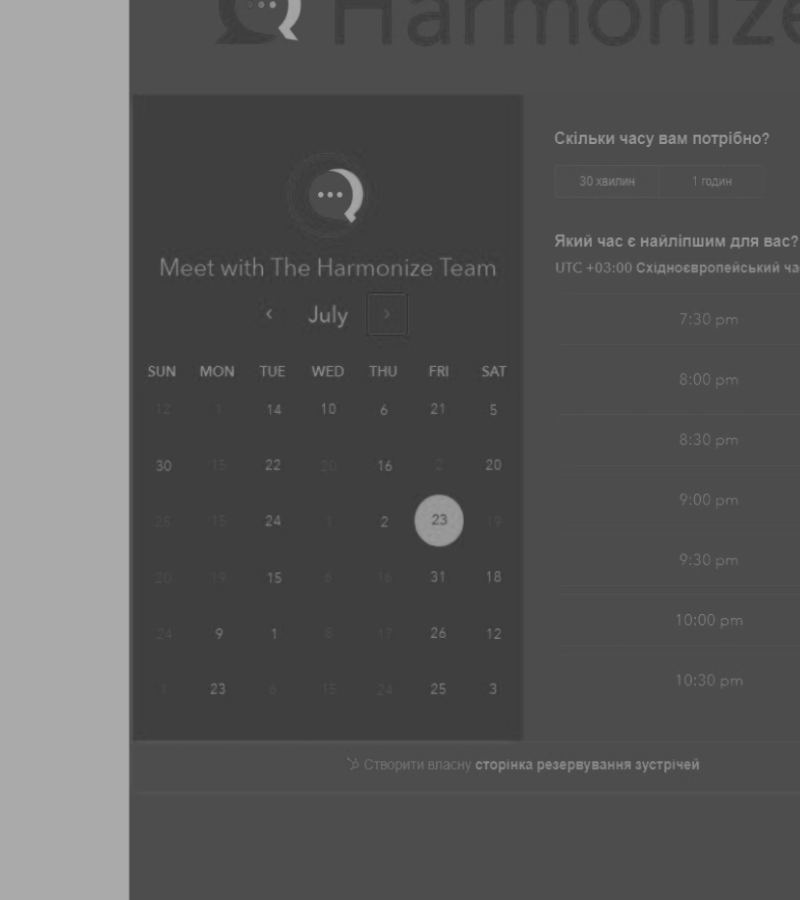 Harmonize
Скільки часу вам потрібно?
30 хвилин 1 годин
Який час є найліпшим для вас?
UTC +03:00 Східноєвропейський ча
Meet with The Harmonize Team
July
SUN MON TUE WED THU FRI SAT
12 1 14 10 6 21 5
30 15 22 20 16 2 20
15 24 1 2 23 19
20 19 15 16 31 18
24 9 1 17 26 12
23 6 15 24 25 3
7:30 pm
8:00 pm
8:30 pm
9:00 pm
9:30 pm
10:00 pm
10:30 pm
Створити власну сторінка резервування зустрічей